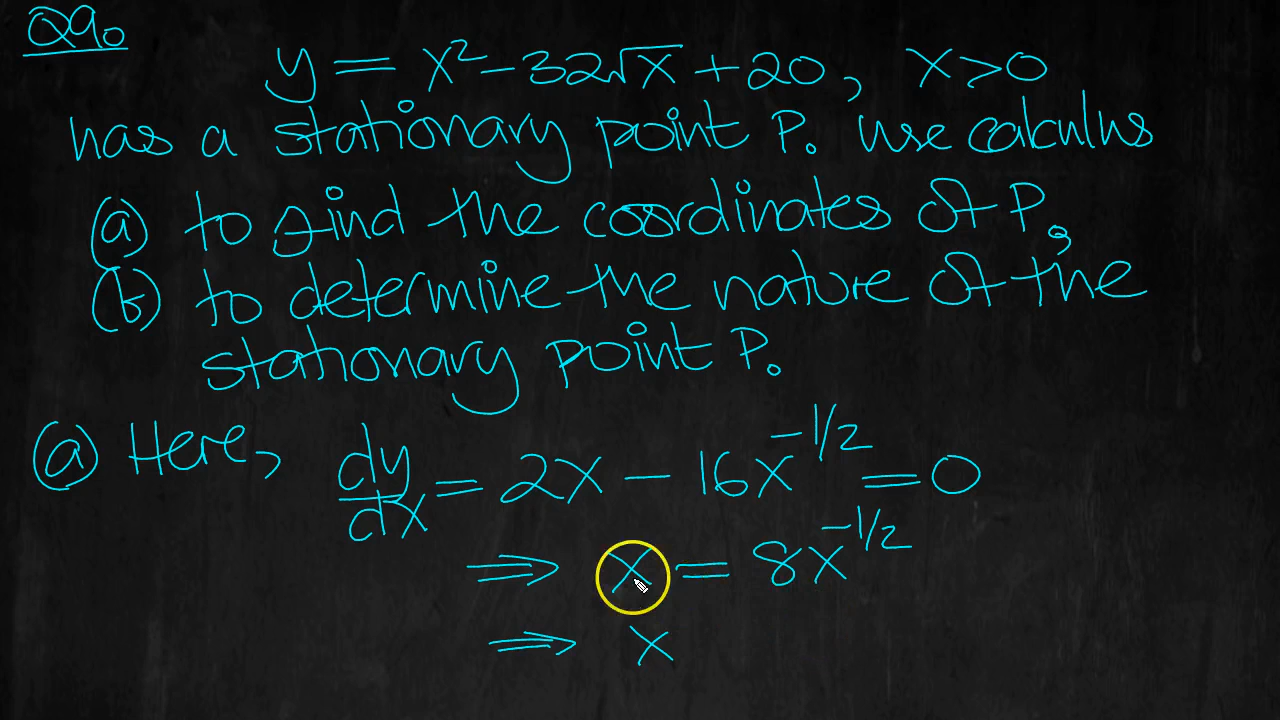 Q9.
y = x² - 32√x + 20, x > 0
has a stationary point P. Use calculus
(a) to find the coordinates of P,
(b) to determine the nature of the
stationary point P.
(a) Here, dy/dx = 2x - 16x^(-1/2) = 0
⇒ x = 8x^(-1/2)
⇒ x